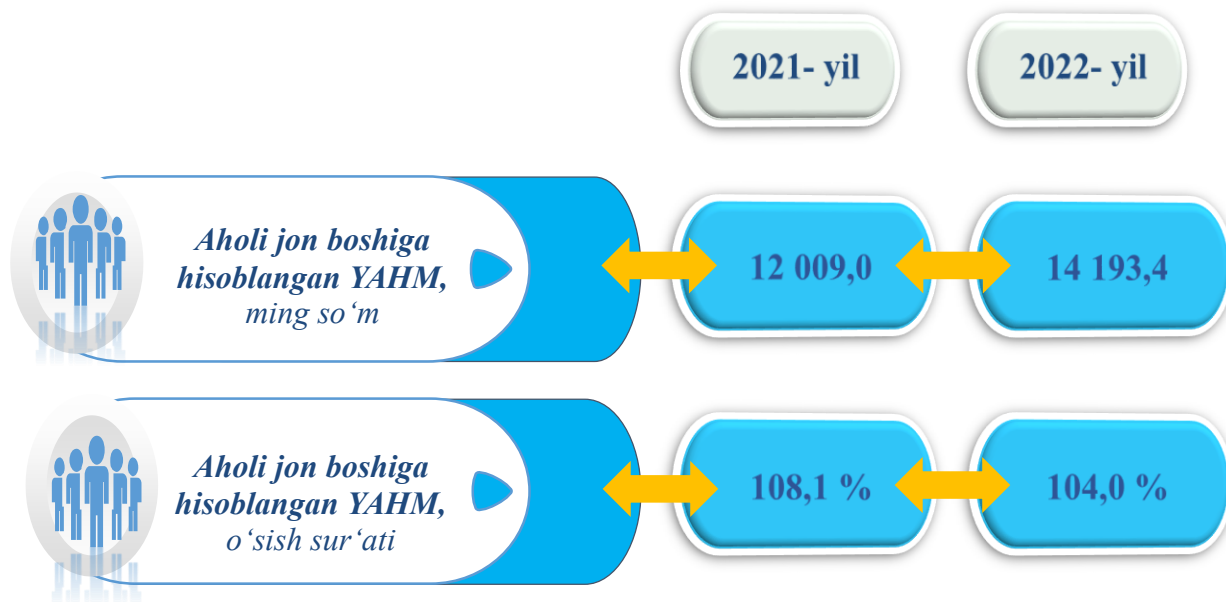 2021- yil
2022- yil
Aholi jon boshiga
hisoblangan YAHM,
ming so‘m
12 009,0
14 193,4
Aholi jon boshiga
hisoblangan YAHM,
o‘sish sur‘ati
108,1 %
104,0 %